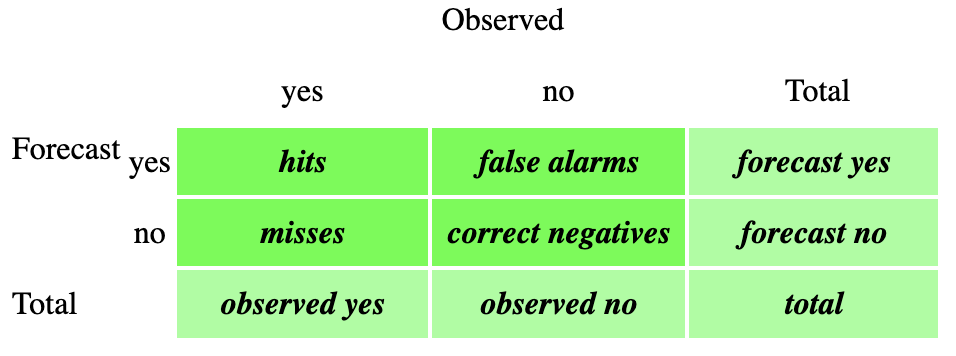 Observed
yes no Total
Forecast yes hits false alarms forecast yes
no misses correct negatives forecast no
Total observed yes observed no total